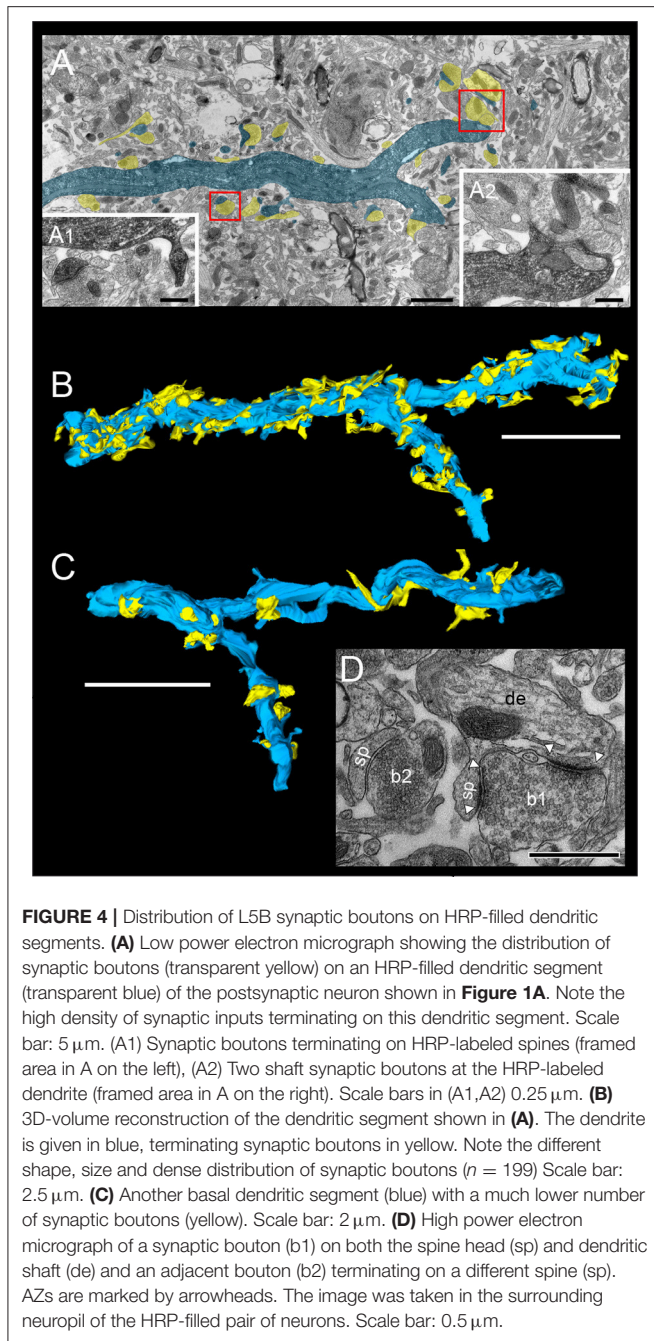 A
A1
A2
B
C
D
de
sp
b2
sp
b1
FIGURE 4 | Distribution of L5B synaptic boutons on HRP-filled dendritic
segments. (A) Low power electron micrograph showing the distribution of
synaptic boutons (transparent yellow) on an HRP-filled dendritic segment
(transparent blue) of the postsynaptic neuron shown in Figure 1A. Note the
high density of synaptic inputs terminating on this dendritic segment. Scale
bar: 5 μm. (A1) Synaptic boutons terminating on HRP-labeled spines (framed
area in A on the left), (A2) Two shaft synaptic boutons at the HRP-labeled
dendrite (framed area in A on the right). Scale bars in (A1,A2) 0.25 μm. (B)
3D-volume reconstruction of the dendritic segment shown in (A). The dendrite
is given in blue, terminating synaptic boutons in yellow. Note the different
shape, size and dense distribution of synaptic boutons (n = 199) Scale bar:
2.5 μm. (C) Another basal dendritic segment (blue) with a much lower number
of synaptic boutons (yellow). Scale bar: 2 μm. (D) High power electron
micrograph of a synaptic bouton (b1) on both the spine head (sp) and dendritic
shaft (de) and an adjacent bouton (b2) terminating on a different spine (sp).
AZs are marked by arrowheads. The image was taken in the surrounding
neuropil of the HRP-filled pair of neurons. Scale bar: 0.5 μm.